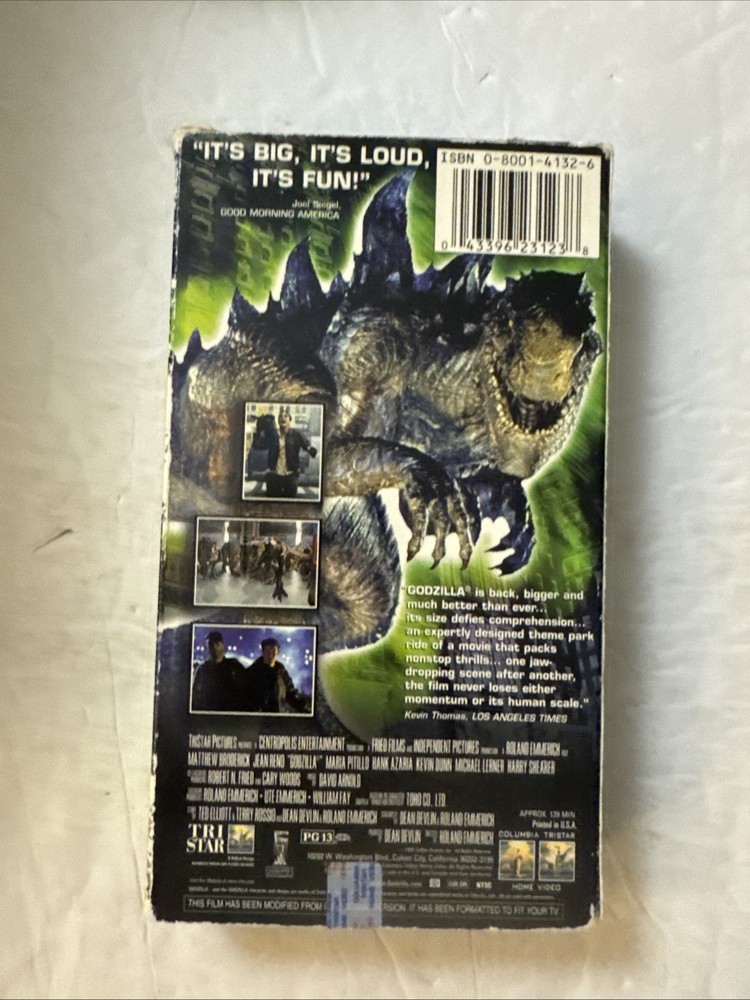 "IT'S BIG, IT'S LOUD,
IT'S FUN!"
Joel Siegel,
GOOD MORNING AMERICA
ISBN 0-8001-4132-6
0 43396 23123 8
"GODZILLA® is back, bigger and
much better than ever...
its size defies comprehension...
an expertly designed theme park
ride of a movie that packs
nonstop thrills... one jaw-
dropping scene after another,
the film never loses either
momentum or its human scale."
Kevin Thomas, LOS ANGELES TIMES
TRISTAR PICTURES CENTROPOLIS ENTERTAINMENT FRIED FILMS INDEPENDENT PICTURES ROLAND EMMERICH
MATTHEW BRODERICK JEAN RENO "GODZILLA" MARIA PITILLO HANK AZARIA KEVIN DUNN MICHAEL LERNER HARRY SHEARER
ROBERT N. FRIED CARY WOODS DAVID ARNOLD
ROLAND EMMERICH • UTE EMMERICH • WILLIAM FAY TOHO CO., LTD.
TED ELLIOTT & TERRY ROSSIO DEAN DEVLIN & ROLAND EMMERICH DEAN DEVLIN & ROLAND EMMERICH
DEAN DEVLIN ROLAND EMMERICH
APPROX. 139 MIN.
Printed in U.S.A.
TRI
STAR
PG-13
COLUMBIA TRISTAR
HOME VIDEO
10202 W. Washington Blvd., Culver City, California 90232-3195
NTSC
THIS FILM HAS BEEN MODIFIED FROM VERSION. IT HAS BEEN FORMATTED TO FIT YOUR TV.